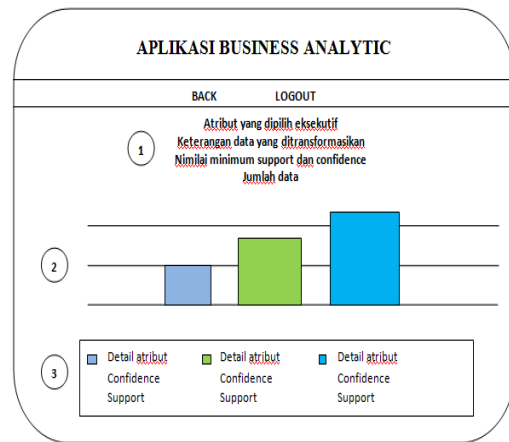 APLIKASI BUSINESS ANALYTIC
BACK LOGOUT
1
Atribut yang dipilih eksekutif
Keterangan data yang ditransformasikan
Nimilai minimum support dan confidence
Jumlah data
2
3
Detail atribut Detail atribut Detail atribut
Confidence Confidence Confidence
Support Support Support